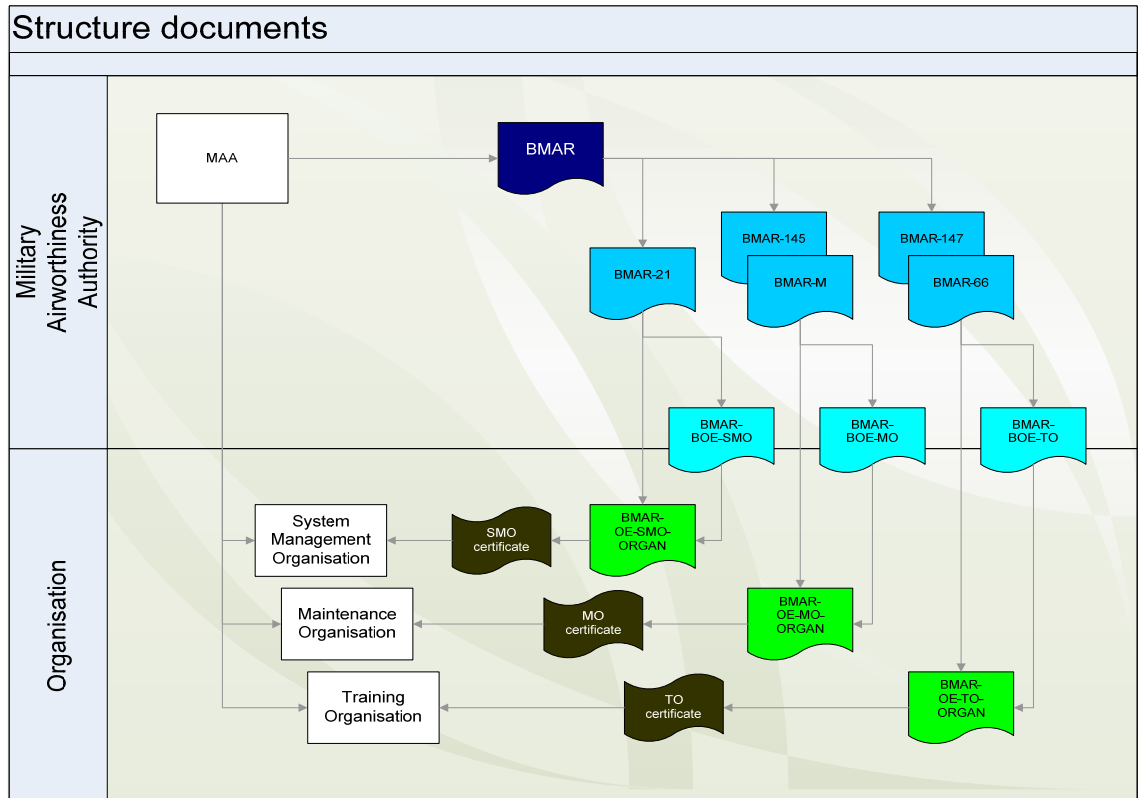 Structure documents
Military
Airworthiness
Authority
MAA
BMAR
BMAR-145
BMAR-147
BMAR-21
BMAR-M
BMAR-66
BMAR-
BOE-SMO
BMAR-
BOE-MO
BMAR-
BOE-TO
Organisation
System
Management
Organisation
SMO
certificate
BMAR-
OE-SMO-
ORGAN
Maintenance
Organisation
MO
certificate
BMAR-
OE-MO-
ORGAN
Training
Organisation
TO
certificate
BMAR-
OE-TO-
ORGAN